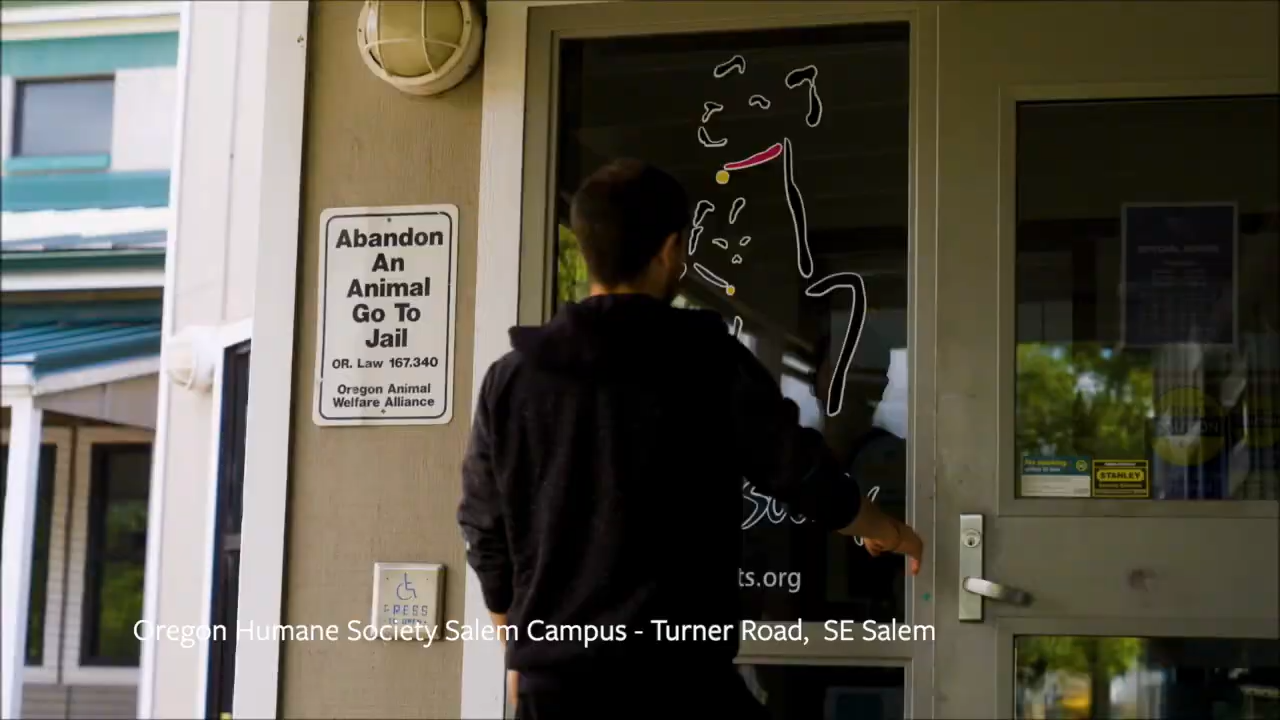 Abandon
An
Animal
Go To
Jail
OR. Law 167.340
Oregon Animal
Welfare Alliance
ts.org
STANLEY
PRESS
Oregon Humane Society Salem Campus - Turner Road, SE Salem